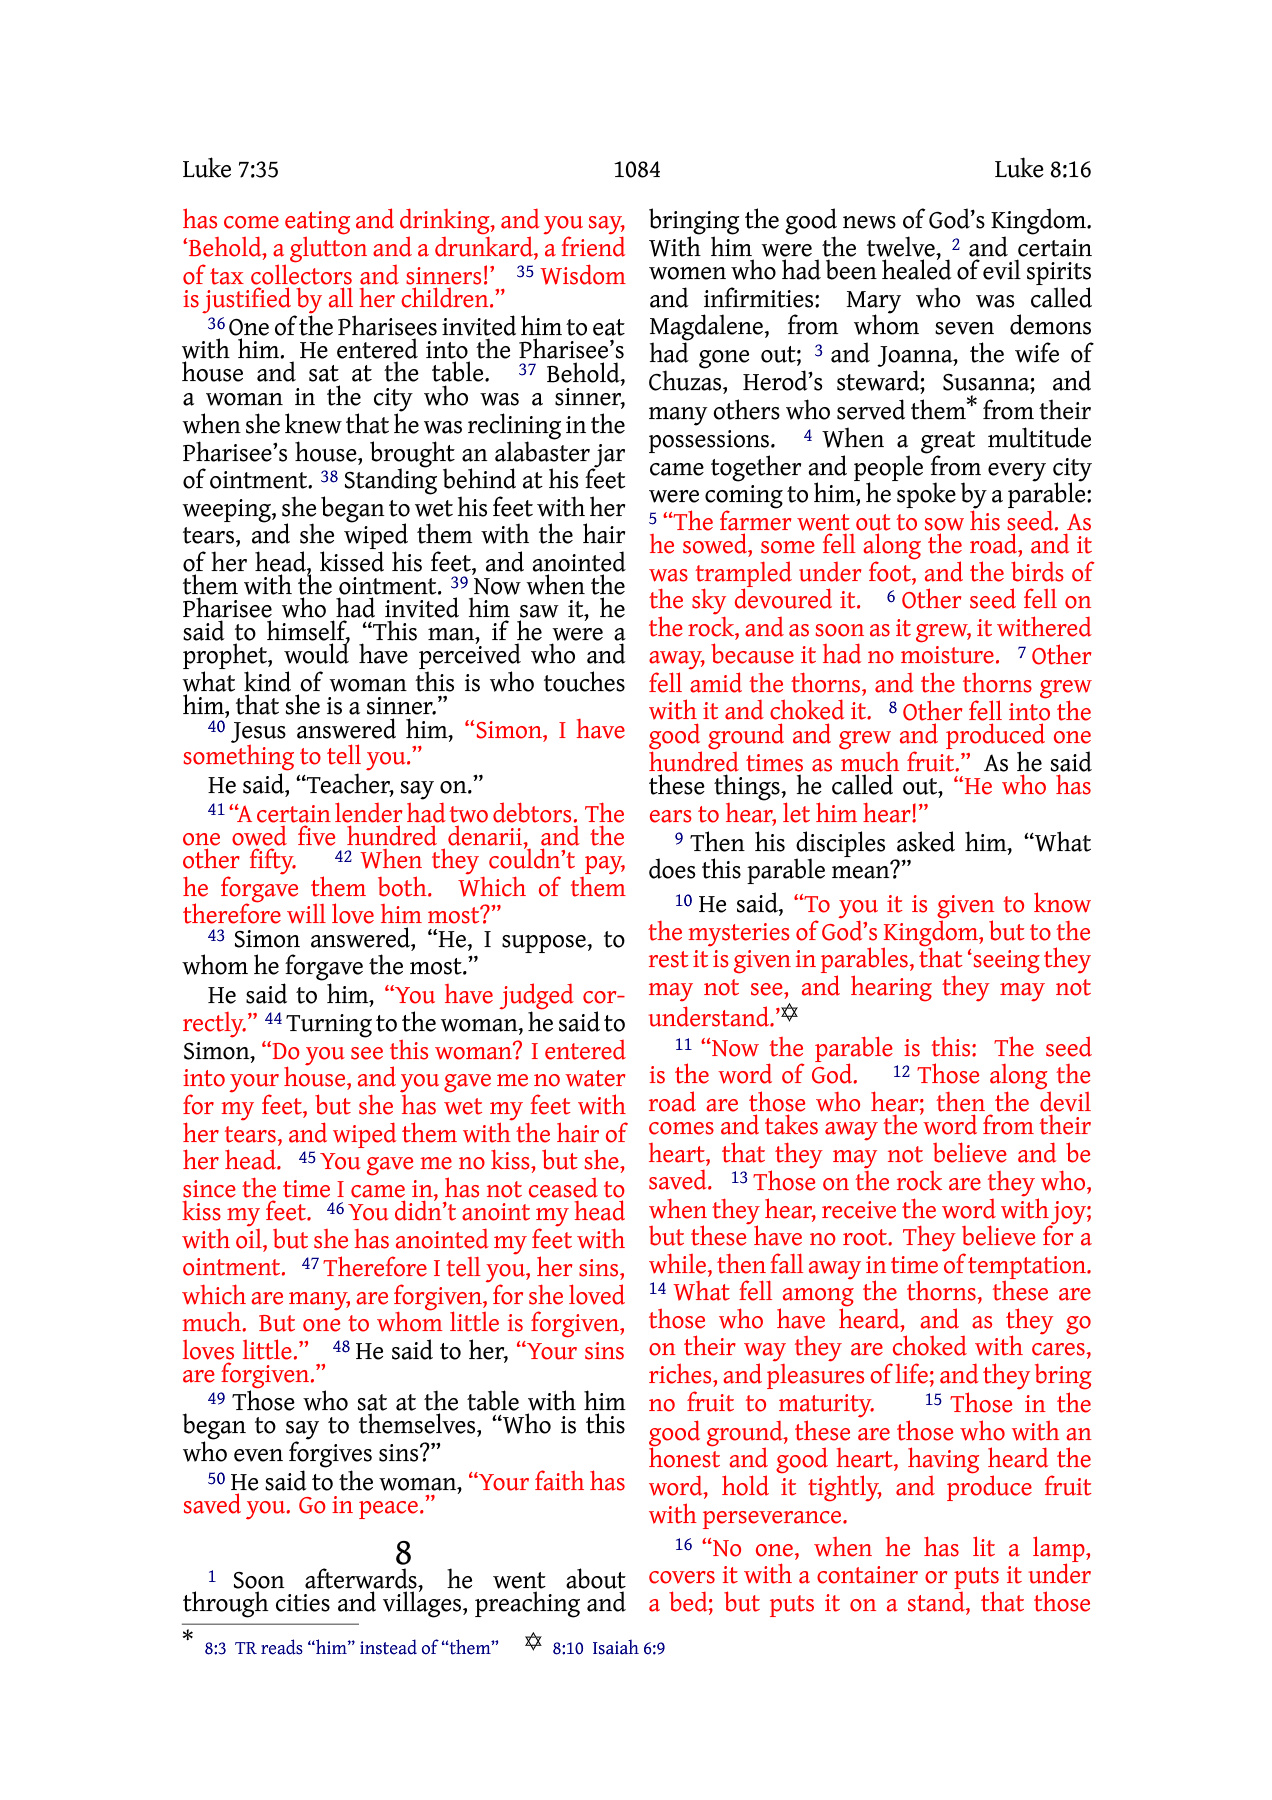 Luke 7:35 1084 Luke 8:16
has come eating and drinking, and you say,
‘Behold, a glutton and a drunkard, a friend
of tax collectors and sinners!’ 35 Wisdom
is justified by all her children.”
36 One of the Pharisees invited him to eat
with him. He entered into the Pharisee’s
house and sat at the table. 37 Behold,
a woman in the city who was a sinner,
when she knew that he was reclining in the
Pharisee’s house, brought an alabaster jar
of ointment. 38 Standing behind at his feet
weeping, she began to wet his feet with her
tears, and she wiped them with the hair
of her head, kissed his feet, and anointed
them with the ointment. 39 Now when the
Pharisee who had invited him saw it, he
said to himself, “This man, if he were a
prophet, would have perceived who and
what kind of woman this is who touches
him, that she is a sinner.”
40 Jesus answered him, “Simon, I have
something to tell you.”
He said, “Teacher, say on.”
41 “A certain lender had two debtors. The
one owed five hundred denarii, and the
other fifty. 42 When they couldn’t pay,
he forgave them both. Which of them
therefore will love him most?”
43 Simon answered, “He, I suppose, to
whom he forgave the most.”
He said to him, “You have judged cor-
rectly.” 44 Turning to the woman, he said to
Simon, “Do you see this woman? I entered
into your house, and you gave me no water
for my feet, but she has wet my feet with
her tears, and wiped them with the hair of
her head. 45 You gave me no kiss, but she,
since the time I came in, has not ceased to
kiss my feet. 46 You didn’t anoint my head
with oil, but she has anointed my feet with
ointment. 47 Therefore I tell you, her sins,
which are many, are forgiven, for she loved
much. But one to whom little is forgiven,
loves little.” 48 He said to her, “Your sins
are forgiven.”
49 Those who sat at the table with him
began to say to themselves, “Who is this
who even forgives sins?”
50 He said to the woman, “Your faith has
saved you. Go in peace.”
8
1 Soon afterwards, he went about
through cities and villages, preaching and
bringing the good news of God’s Kingdom.
With him were the twelve, 2 and certain
women who had been healed of evil spirits
and infirmities: Mary who was called
Magdalene, from whom seven demons
had gone out; 3 and Joanna, the wife of
Chuzas, Herod’s steward; Susanna; and
many others who served them* from their
possessions. 4 When a great multitude
came together and people from every city
were coming to him, he spoke by a parable:
5 “The farmer went out to sow his seed. As
he sowed, some fell along the road, and it
was trampled under foot, and the birds of
the sky devoured it. 6 Other seed fell on
the rock, and as soon as it grew, it withered
away, because it had no moisture. 7 Other
fell amid the thorns, and the thorns grew
with it and choked it. 8 Other fell into the
good ground and grew and produced one
hundred times as much fruit.” As he said
these things, he called out, “He who has
ears to hear, let him hear!”
9 Then his disciples asked him, “What
does this parable mean?”
10 He said, “To you it is given to know
the mysteries of God’s Kingdom, but to the
rest it is given in parables, that ‘seeing they
may not see, and hearing they may not
understand.’✡
11 “Now the parable is this: The seed
is the word of God. 12 Those along the
road are those who hear; then the devil
comes and takes away the word from their
heart, that they may not believe and be
saved. 13 Those on the rock are they who,
when they hear, receive the word with joy;
but these have no root. They believe for a
while, then fall away in time of temptation.
14 What fell among the thorns, these are
those who have heard, and as they go
on their way they are choked with cares,
riches, and pleasures of life; and they bring
no fruit to maturity. 15 Those in the
good ground, these are those who with an
honest and good heart, having heard the
word, hold it tightly, and produce fruit
with perseverance.
16 “No one, when he has lit a lamp,
covers it with a container or puts it under
a bed; but puts it on a stand, that those
* 8:3 TR reads “him” instead of “them” ✡ 8:10 Isaiah 6:9